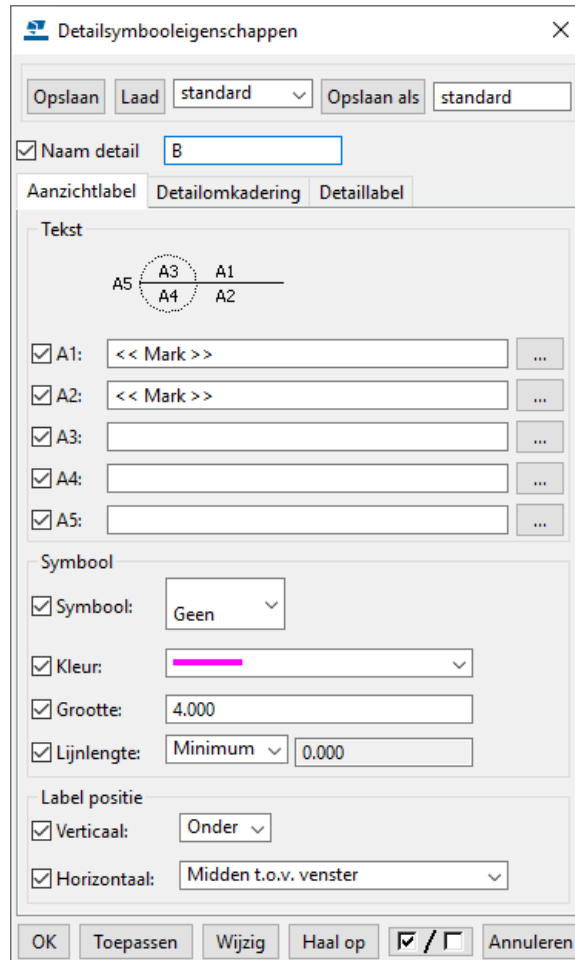 Detailsymbooleigenschappen
Opslaan Laad standard Opslaan als standard
Naam detail B
Aanzichtlabel Detailomkadering Detaillabel
Tekst
A5 A3 A1
A4 A2
A1: << Mark >> ...
A2: << Mark >> ...
A3: ...
A4: ...
A5: ...
Symbool
Symbool: Geen
Kleur:
Grootte: 4.000
Lijnlengte: Minimum 0.000
Label positie
Verticaal: Onder
Horizontaal: Midden t.o.v. venster
OK Toepassen Wijzig Haal op / Annuleren